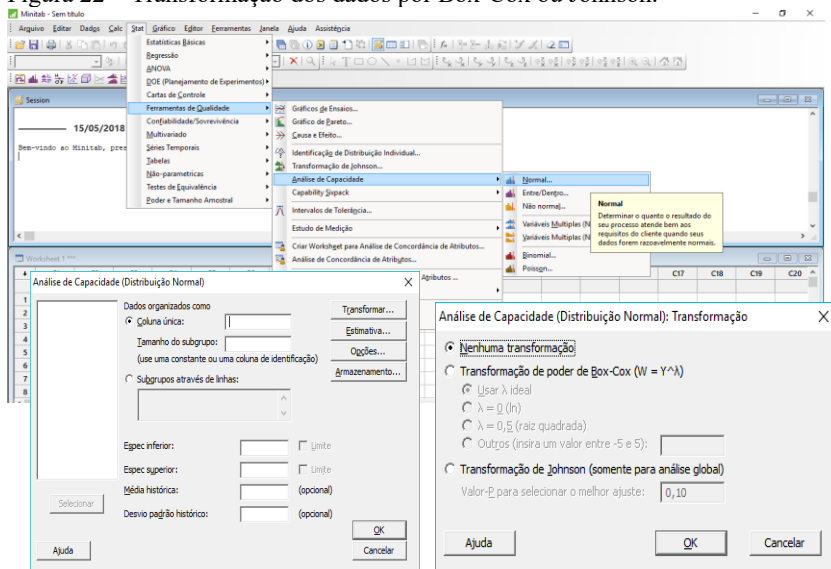 Figura 22 – Transformação dos dados por Box-Cox ou Johnson.
Minitab - Sem título
Arquivo Editar Dados Calc Stat Gráfico Editor Ferramentas Janela Ajuda Assistência
Estatísticas Básicas
Regressão
ANOVA
DOE (Planejamento de Experimentos)
Cartas de Controle
Ferramentas de Qualidade
Confiabilidade/Sobrevivência
Multivariado
Séries Temporais
Tabelas
Não-parametricas
Testes de Equivalência
Poder e Tamanho Amostral
Gráficos de Ensaios...
Gráfico de Pareto...
Causa e Efeito...
Identificação de Distribuição Individual...
Transformação de Johnson...
Análise de Capacidade
Capability Sixpack
Intervalos de Tolerância...
Estudo de Medição
Criar Worksheet para Análise de Concordância de Atributos...
Análise de Concordância de Atributos...
Atributos ...
Normal...
Entre/Dentro...
Não normal...
Variáveis Multiplas (N
Variáveis Multiplas (N
Binomial...
Poisson...
Normal
Determinar o quanto o resultado do
seu processo atende bem aos
requisitos do cliente quando seus
dados forem razoavelmente normais.
Session
15/05/2018
Bem-vindo ao Minitab, pres
Worksheet 1 ***
C17 C18 C19 C20
1
2
3
4
5
6
7
8
Análise de Capacidade (Distribuição Normal)
Dados organizados como
Coluna única:
Tamanho do subgrupo:
(use uma constante ou uma coluna de identificação)
Subgrupos através de linhas:
Espec inferior: Limite
Espec superior: Limite
Média histórica: (opcional)
Desvio padrão histórico: (opcional)
Transformar...
Estimativa...
Opções...
Armazenamento...
Selecionar
Ajuda
OK
Cancelar
Análise de Capacidade (Distribuição Normal): Transformação
Nenhuma transformação
Transformação de poder de Box-Cox (W = Y^λ)
Usar λ ideal
λ = 0 (ln)
λ = 0,5 (raiz quadrada)
Outros (insira um valor entre -5 e 5):
Transformação de Johnson (somente para análise global)
Valor-P para selecionar o melhor ajuste: 0,10
Ajuda OK Cancelar